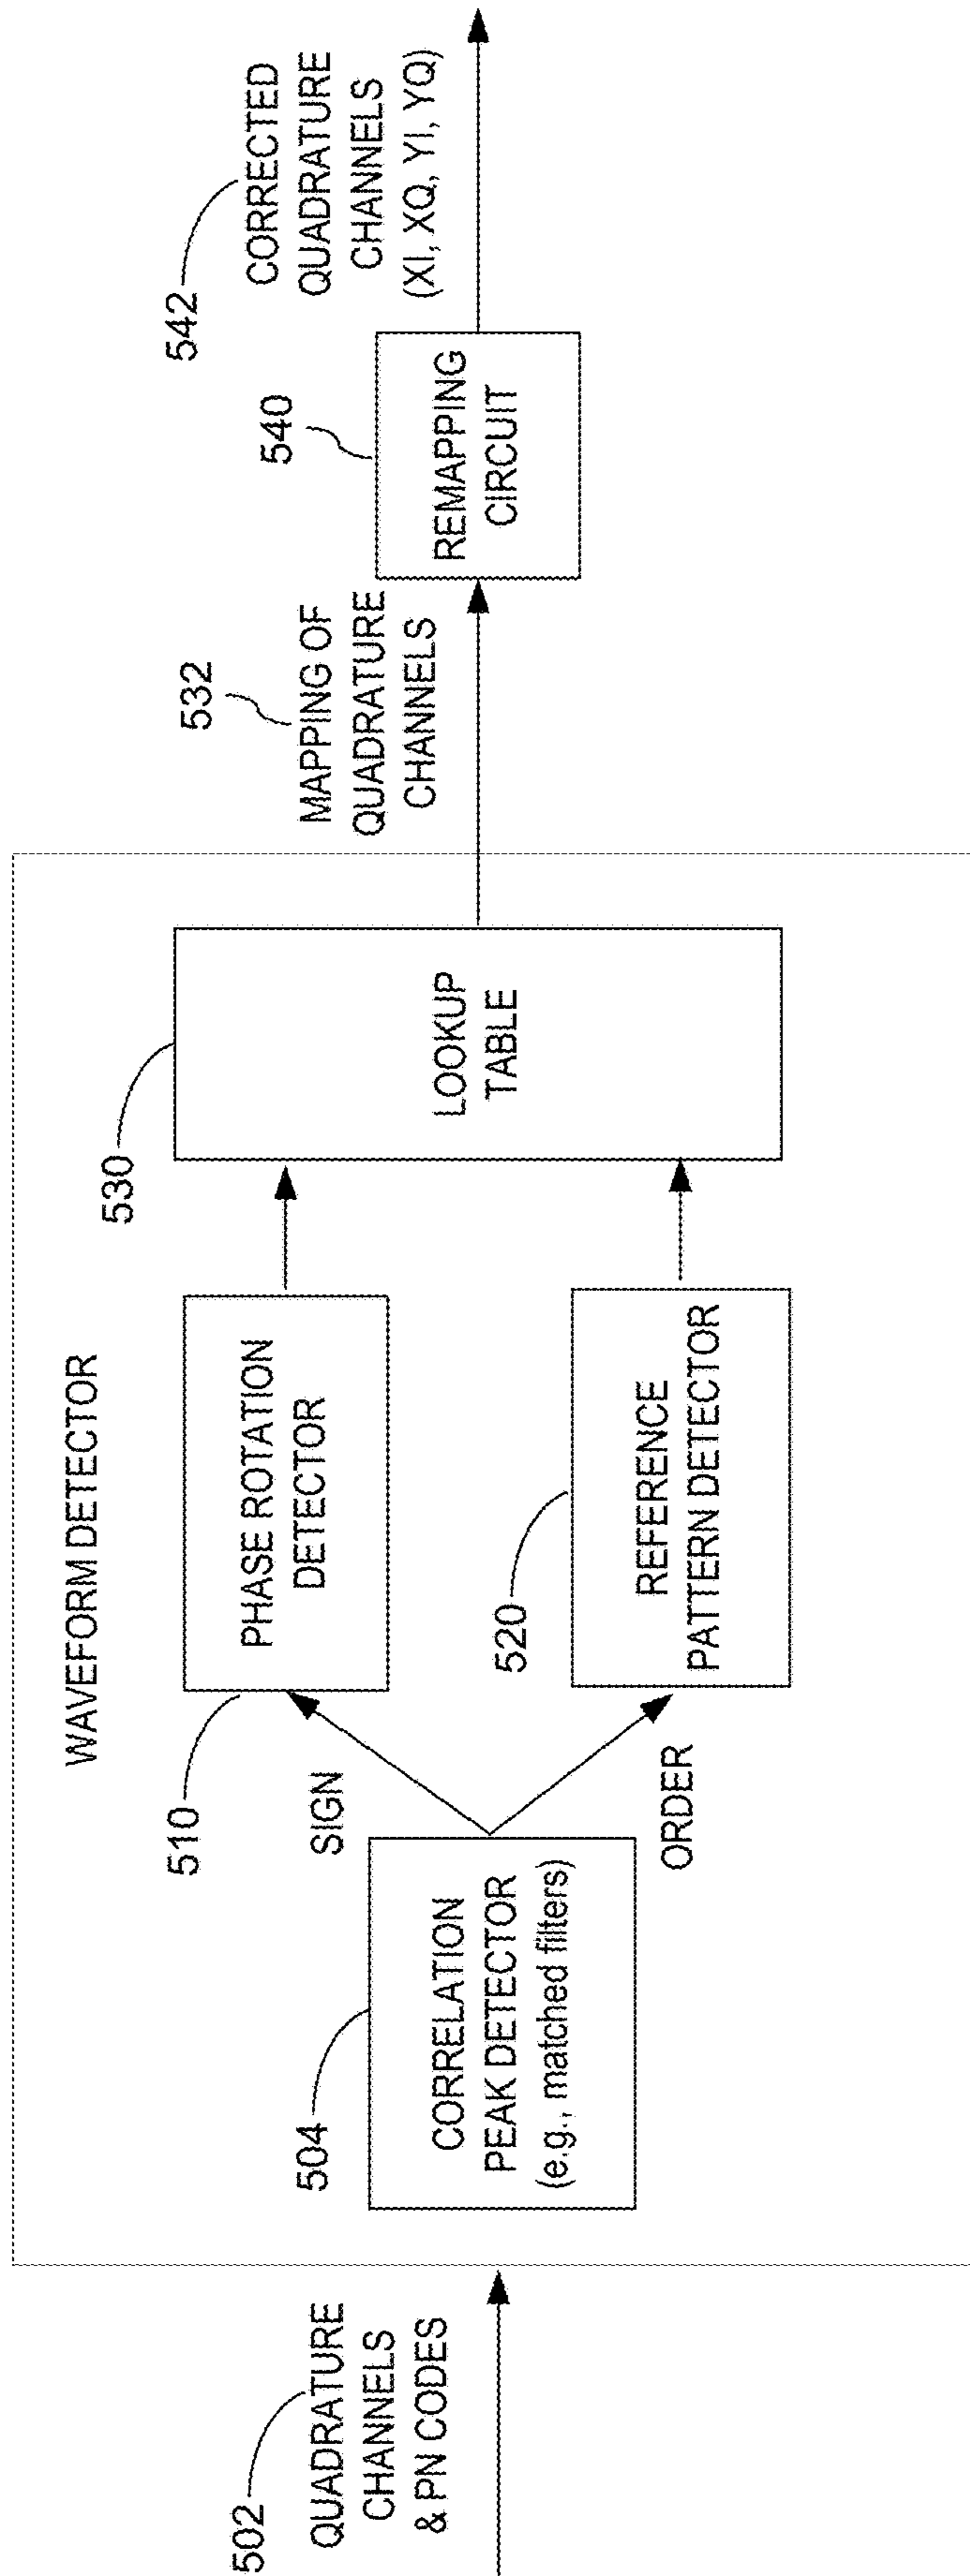 502
QUADRATURE
CHANNELS
& PN CODES
WAVEFORM DETECTOR
504
CORRELATION
PEAK DETECTOR
(e.g., matched filters)
SIGN
ORDER
510
PHASE ROTATION
DETECTOR
520
REFERENCE
PATTERN DETECTOR
530
LOOKUP
TABLE
532
MAPPING OF
QUADRATURE
CHANNELS
540
REMAPPING
CIRCUIT
542
CORRECTED
QUADRATURE
CHANNELS
(XI, XQ, YI, YQ)